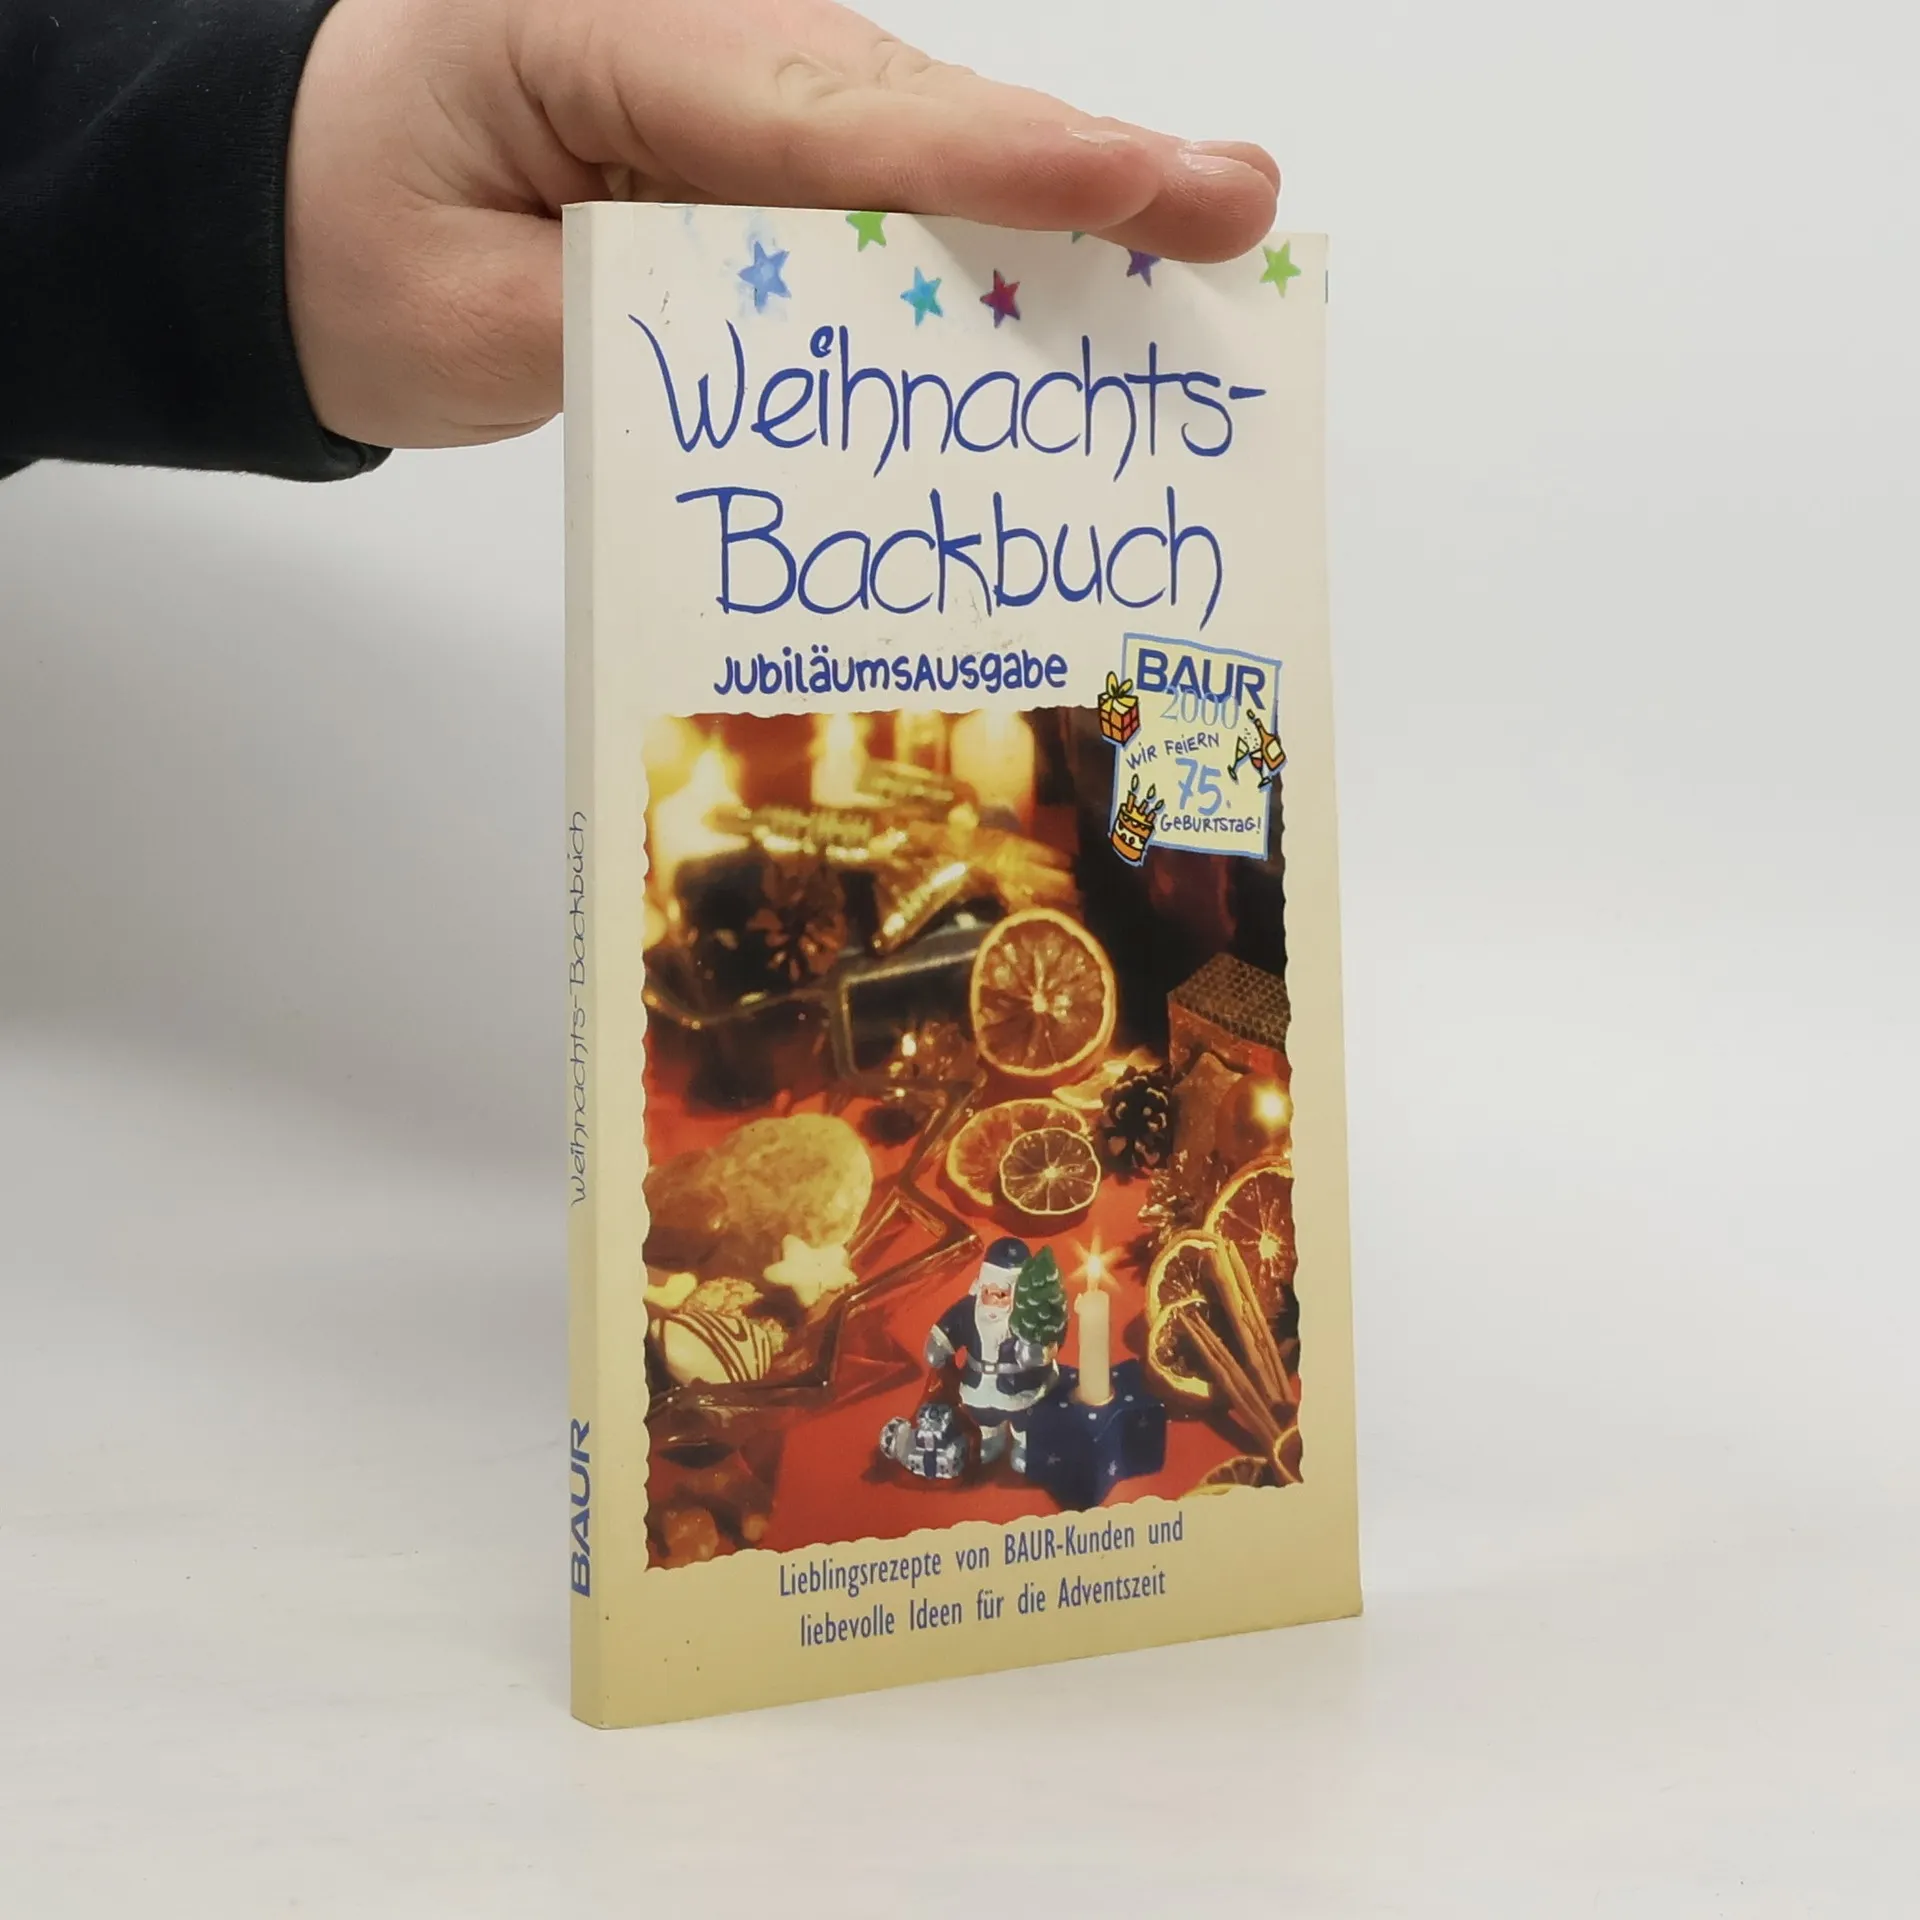 Weihnachts-
Backbuch
JubiläumsAusgabe
BAUR
2000
Wir feiern
75.
Geburtstag!
Lieblingsrezepte von BAUR-Kunden und
liebevolle Ideen für die Adventszeit
Weihnachts-Backbuch
BAUR